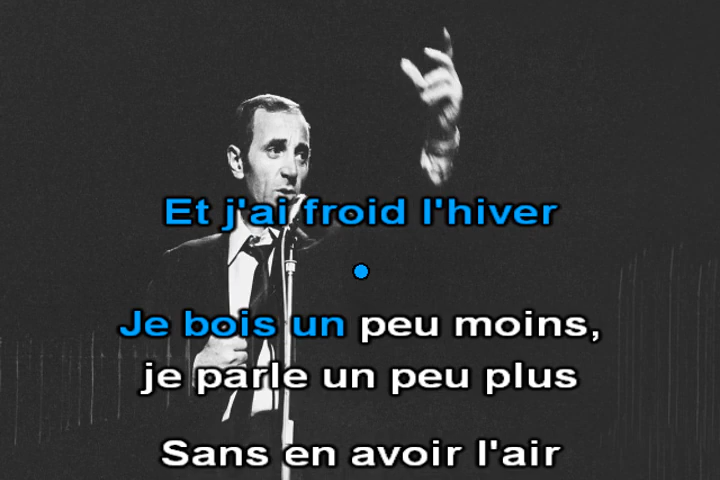 Et j'ai froid l'hiver
Je bois un peu moins,
je parle un peu plus
Sans en avoir l'air